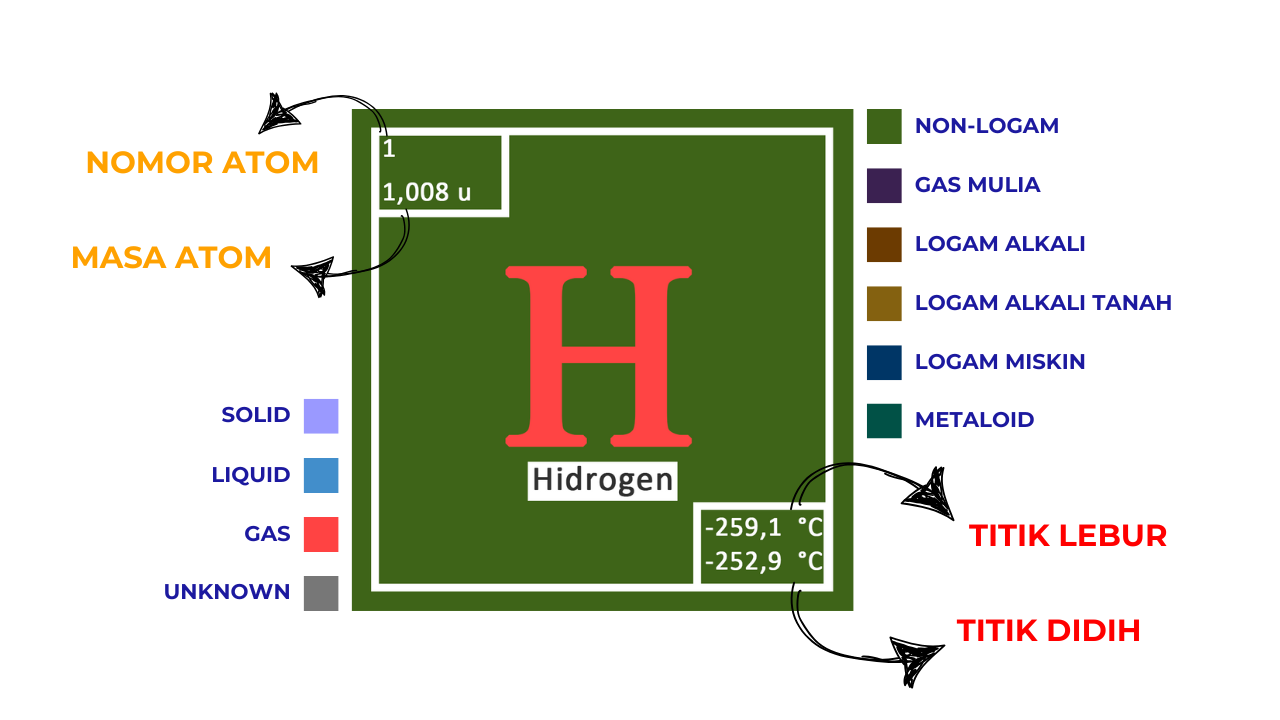 NOMOR ATOM
MASA ATOM
1
1,008 u
H
Hidrogen
-259,1 °C
-252,9 °C
SOLID
LIQUID
GAS
UNKNOWN
NON-LOGAM
GAS MULIA
LOGAM ALKALI
LOGAM ALKALI TANAH
LOGAM MISKIN
METALOID
TITIK LEBUR
TITIK DIDIH